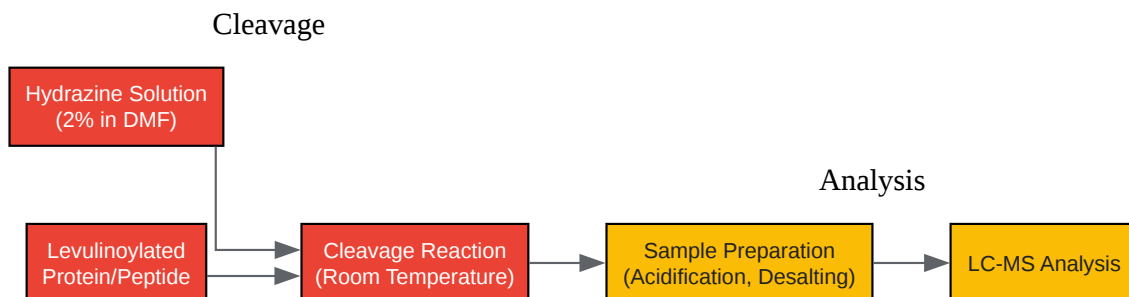 Cleavage
Hydrazine Solution
(2% in DMF)
Analysis
Levulinoylated
Protein/Peptide
Cleavage Reaction
(Room Temperature)
Sample Preparation
(Acidification, Desalting)
LC-MS Analysis